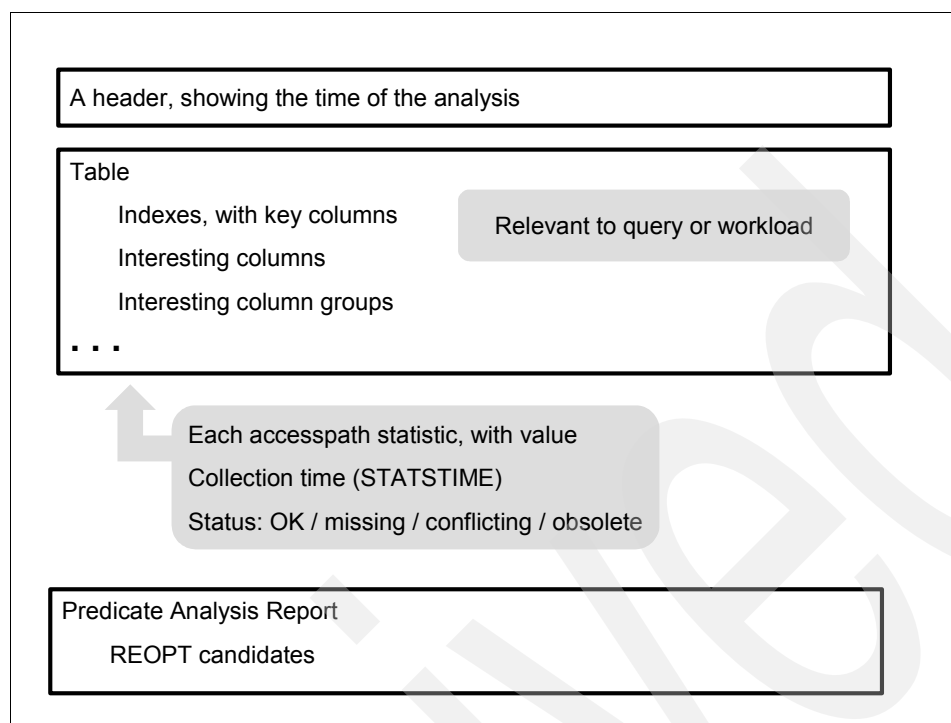 A header, showing the time of the analysis
Table
Indexes, with key columns
Relevant to query or workload
Interesting columns
Interesting column groups
. . .
Each accesspath statistic, with value
Collection time (STATSTIME)
Status: OK / missing / conflicting / obsolete
Predicate Analysis Report
REOPT candidates